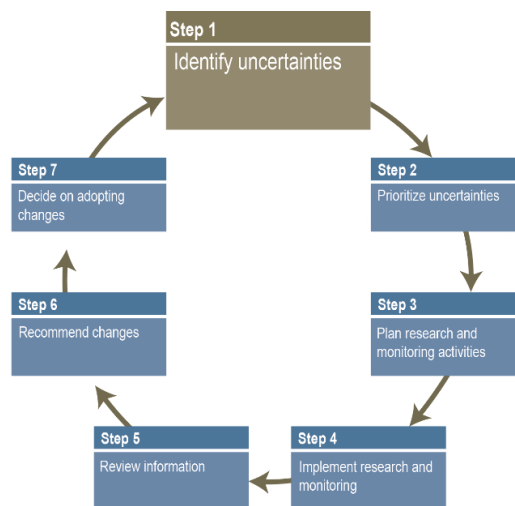 Step 1
Identify uncertainties
Step 2
Prioritize uncertainties
Step 3
Plan research and
monitoring activities
Step 4
Implement research and
monitoring
Step 5
Review information
Step 6
Recommend changes
Step 7
Decide on adopting
changes